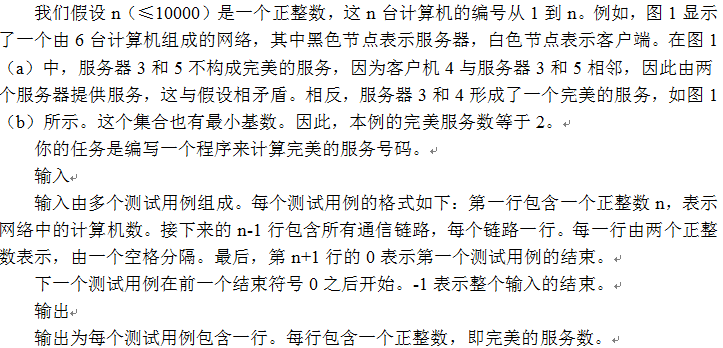 我们假设 n（≤10000）是一个正整数，这 n 台计算机的编号从 1 到 n。例如，图 1 显示
了一个由 6 台计算机组成的网络，其中黑色节点表示服务器，白色节点表示客户端。在图 1
（a）中，服务器 3 和 5 不构成完美的服务，因为客户机 4 与服务器 3 和 5 相邻，因此由两
个服务器提供服务，这与假设相矛盾。相反，服务器 3 和 4 形成了一个完美的服务，如图 1
（b）所示。这个集合也有最小基数。因此，本例的完美服务数等于 2。
你的任务是编写一个程序来计算完美的服务号码。
输入
输入由多个测试用例组成。每个测试用例的格式如下：第一行包含一个正整数 n，表示
网络中的计算机数。接下来的 n-1 行包含所有通信链路，每个链路一行。每一行由两个正整
数表示，由一个空格分隔。最后，第 n+1 行的 0 表示第一个测试用例的结束。
下一个测试用例在前一个结束符号 0 之后开始。-1 表示整个输入的结束。
输出
输出为每个测试用例包含一行。每行包含一个正整数，即完美的服务数。